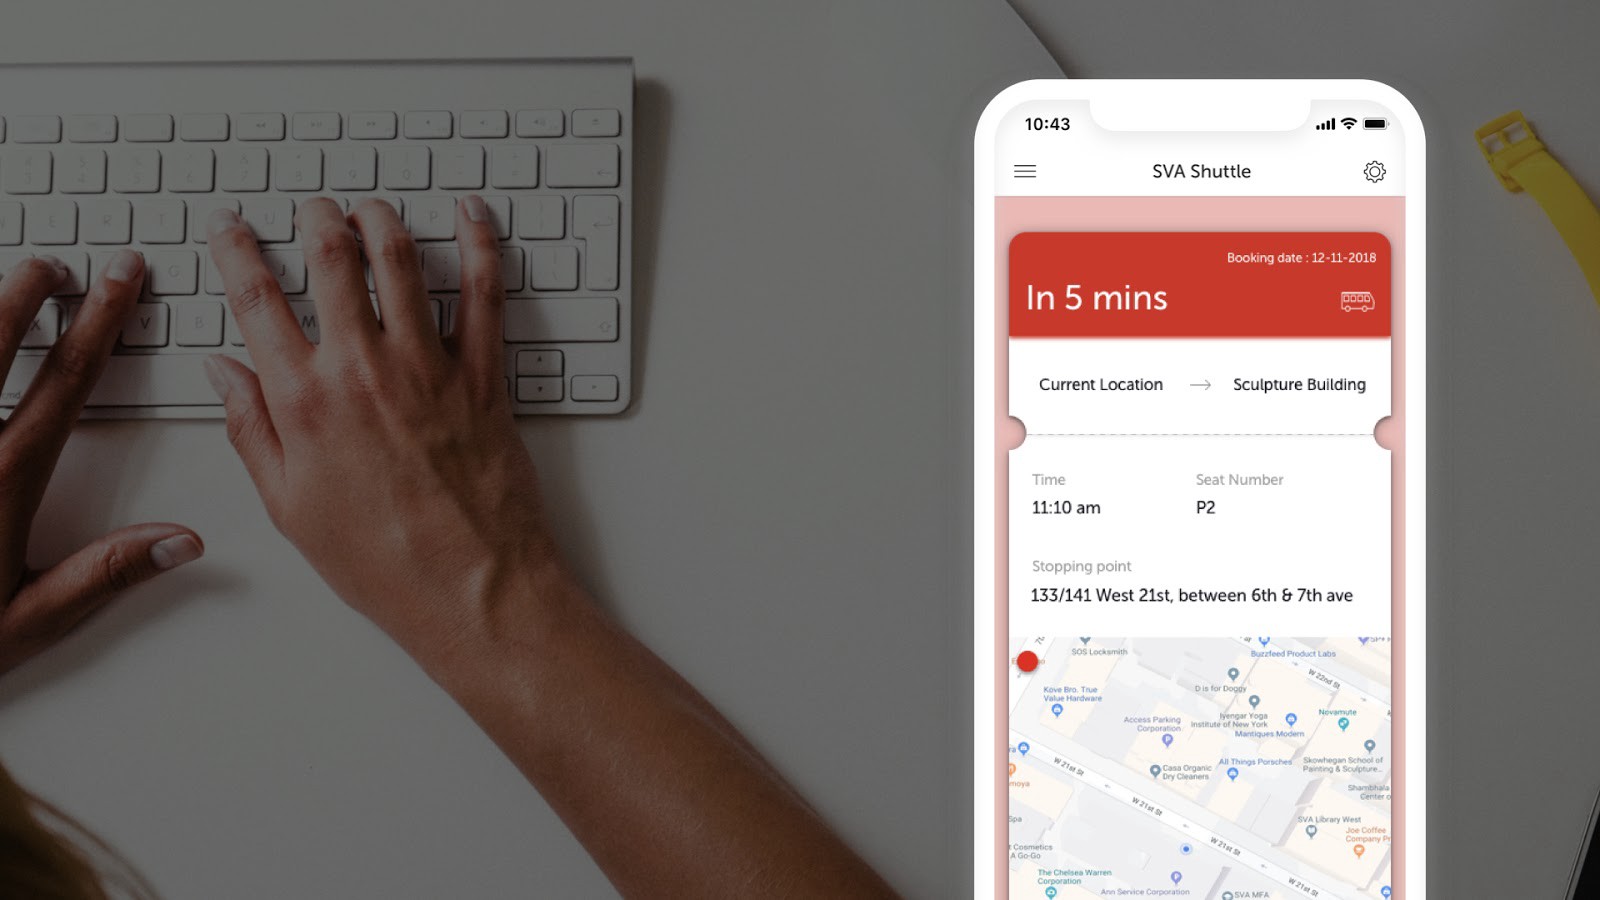 10:43
SVA Shuttle
Booking date : 12-11-2018
In 5 mins
Current Location → Sculpture Building
Time
Seat Number
11:10 am
P2
Stopping point
133/141 West 21st, between 6th & 7th ave
SOS Locksmith
Buzzfeed Product Labs
W 22nd St
D is for Doggy
Kove Bro. True
Value Hardware
Access Parking
Corporation
Iyengar Yoga
Institute of New York
Novamute
Mantiques Modern
W 21st St
Casa Organic
Dry Cleaners
All Things Porsches
Skowhegan School of
Painting & Sculpture...
Shambhala
Center o
W 21st St
Spa
SVA Library West
Joe Coffee
Company Pr
t Cosmetics
A Go-Go
W 21st St
The Chelsea Warren
Corporation
Ann Service Corporation
SVA MFA
W 21st St
E
R
T
U
P
G
J
X
V
B
M